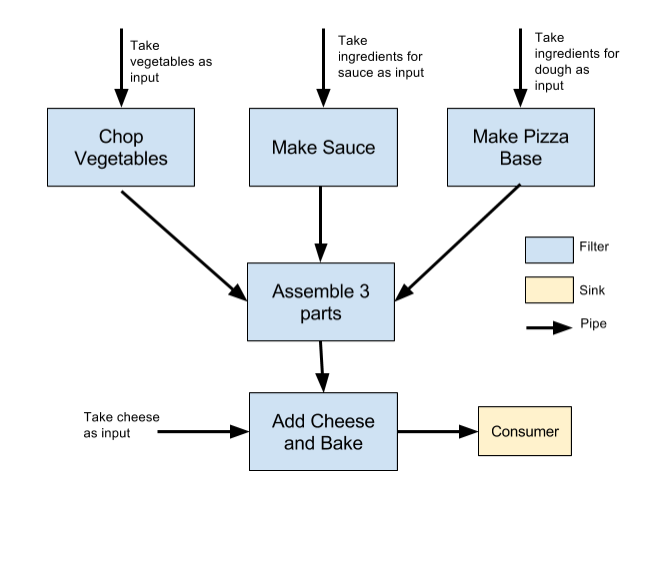 Take
vegetables as
input
Take
ingredients for
sauce as input
Take
ingredients for
dough as
input
Chop
Vegetables
Make Sauce
Make Pizza
Base
Filter
Sink
Pipe
Assemble 3
parts
Take cheese
as input
Add Cheese
and Bake
Consumer